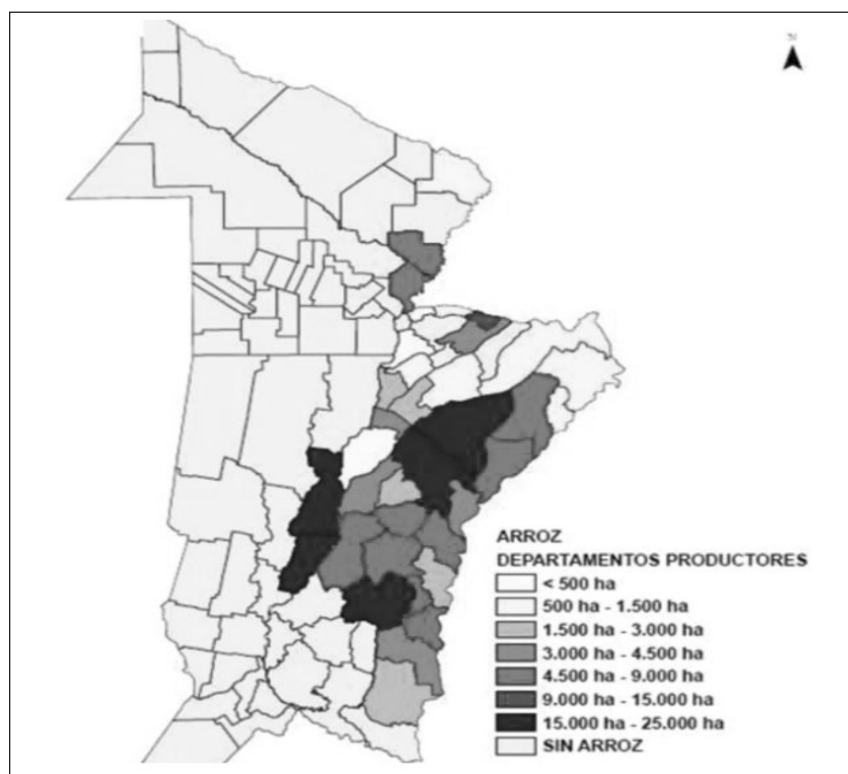 N
ARROZ
DEPARTAMENTOS PRODUCTORES
< 500 ha
500 ha - 1.500 ha
1.500 ha - 3.000 ha
3.000 ha - 4.500 ha
4.500 ha - 9.000 ha
9.000 ha - 15.000 ha
15.000 ha - 25.000 ha
SIN ARROZ